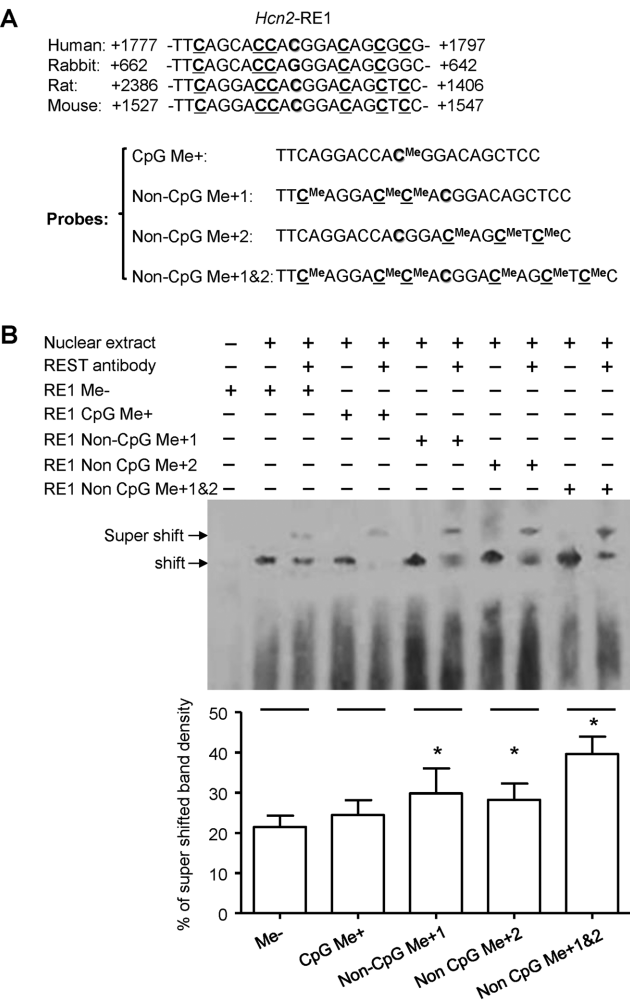 A
Hcn2-RE1
Human: +1777 -TTCAGCACCACGGACAGCGCG- +1797
Rabbit: +662 -TTCAGCACCAGGGACAGCGGC- +642
Rat: +2386 -TTCAGGACCACGGACAGCTCC- +1406
Mouse: +1527 -TTCAGGACCACGGACAGCTCC- +1547
Probes:
CpG Me+: TTCAGGACCACMeGGACAGCTCC
Non-CpG Me+1: TTCMeAGGACMeCMeACGGACAGCTCC
Non-CpG Me+2: TTCAGGACCACGGACMeAGCMeTCMeC
Non-CpG Me+1&2: TTCMeAGGACMeCMeACGGACMeAGCMeTCMeC
B
Nuclear extract – + + + + + + + + + +
REST antibody – – + – + – + – + – +
RE1 Me- + + + – – – – – – – –
RE1 CpG Me+ – – – + + – – – – – –
RE1 Non-CpG Me+1 – – – – – + + – – – –
RE1 Non CpG Me+2 – – – – – – – + + – –
RE1 Non CpG Me+1&2 – – – – – – – – – + +
Super shift
shift
% of super shifted band density
50
40
30
20
10
0
* * *
Me-
CpG Me+
Non-CpG Me+1
Non CpG Me+2
Non CpG Me+1&2